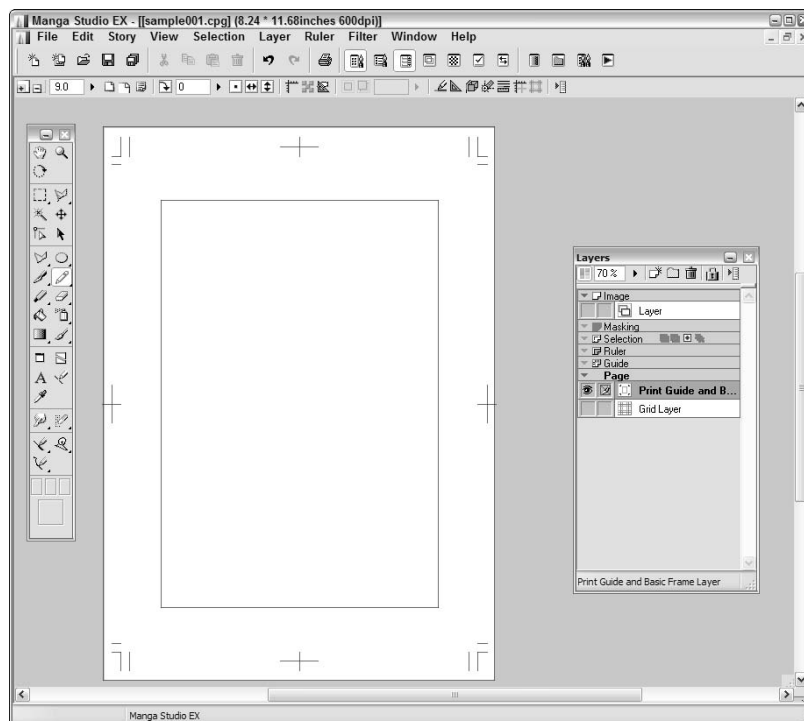 Manga Studio EX - [[sample001.cpg] (8.24 * 11.68inches 600dpi)]
File Edit Story View Selection Layer Ruler Filter Window Help
9.0 0
Layers
70 %
Image
Layer
Masking
Selection
Ruler
Guide
Page
Print Guide and B...
Grid Layer
A
Print Guide and Basic Frame Layer
Manga Studio EX